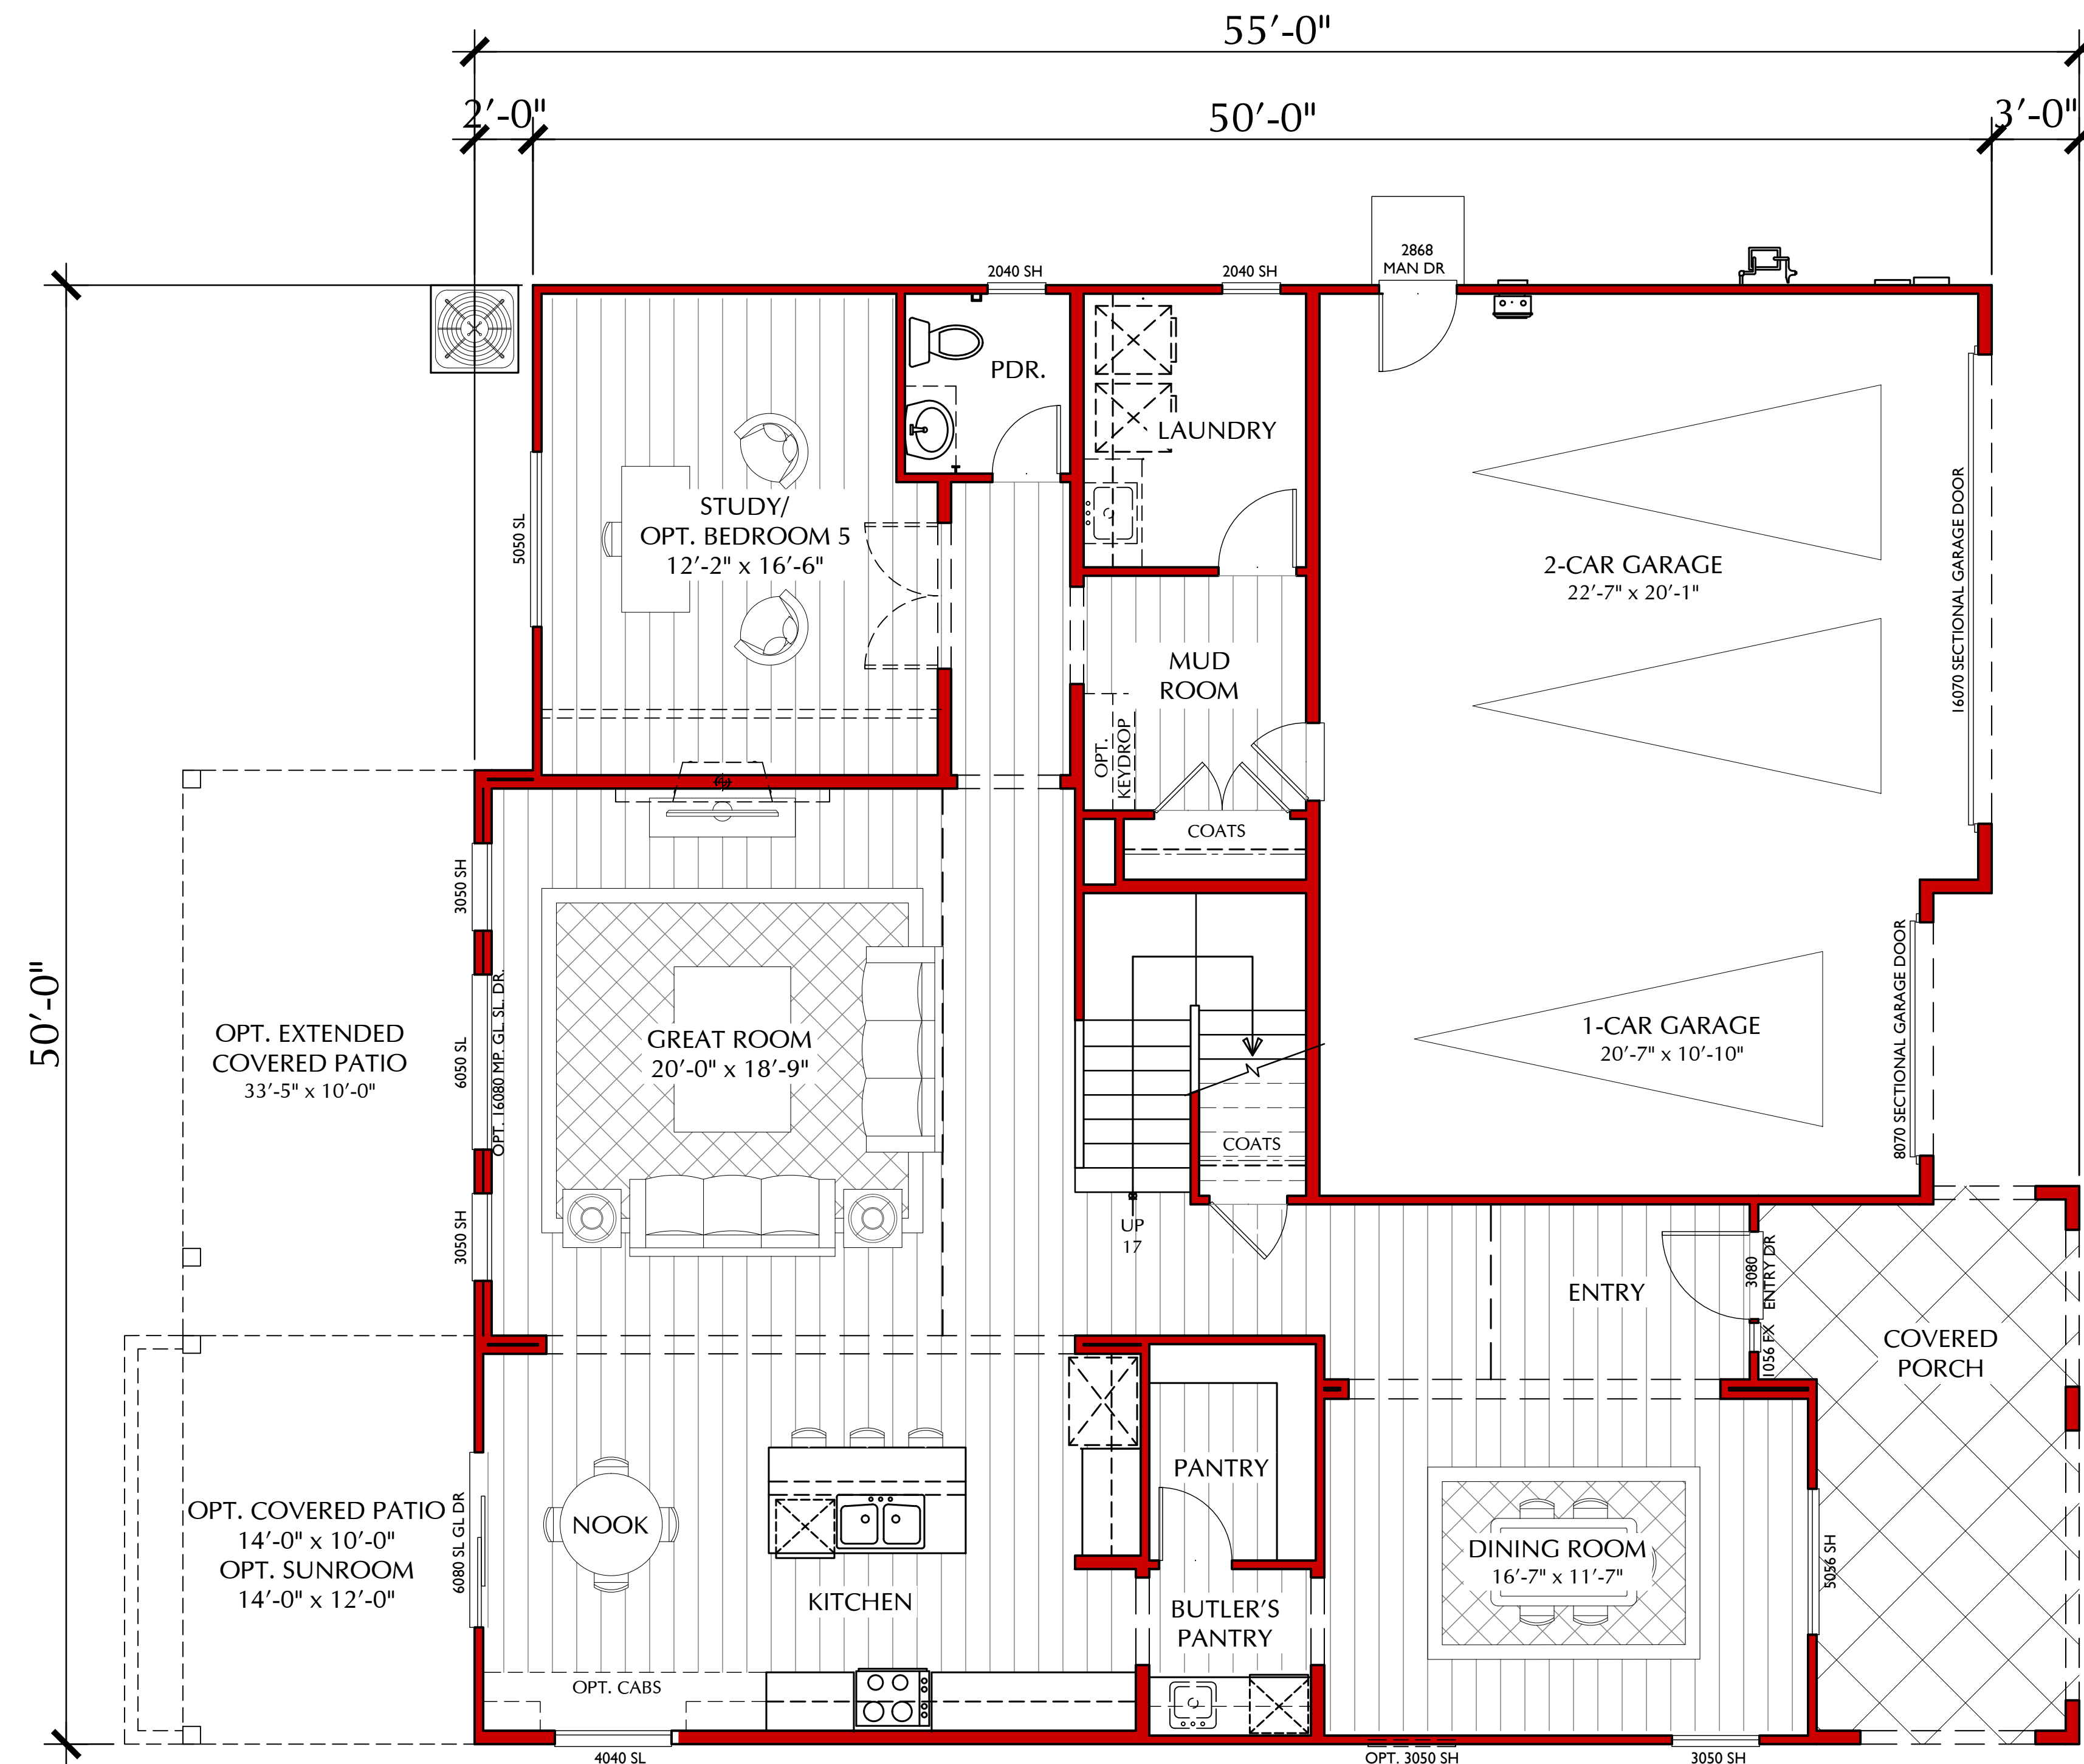 55'-0"
2'-0"
50'-0"
3'-0"
2868
MAN DR
2040 SH
2040 SH
PDR.
LAUNDRY
STUDY/
OPT. BEDROOM 5
12'-2" x 16'-6"
5050 SL
2-CAR GARAGE
22'-7" x 20'-1"
16070 SECTIONAL GARAGE DOOR
MUD
ROOM
OPT.
KEYDROP
COATS
3050 SH
50'-0"
OPT. EXTENDED
COVERED PATIO
33'-5" x 10'-0"
6050 SL
OPT. 16080 MP. GL. SL. DR.
GREAT ROOM
20'-0" x 18'-9"
1-CAR GARAGE
20'-7" x 10'-10"
8070 SECTIONAL GARAGE DOOR
COATS
3050 SH
UP
17
ENTRY
3080
ENTRY DR
1056 FX
COVERED
PORCH
PANTRY
OPT. COVERED PATIO
14'-0" x 10'-0"
OPT. SUNROOM
14'-0" x 12'-0"
6080 SL GL DR
NOOK
KITCHEN
DINING ROOM
16'-7" x 11'-7"
5056 SH
BUTLER'S
PANTRY
OPT. CABS
4040 SL
OPT. 3050 SH
3050 SH